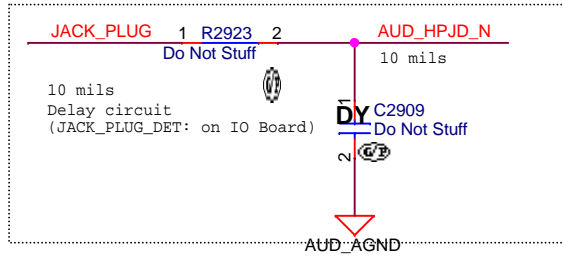 JACK_PLUG 1 R2923 2 AUD_HPJD_N
Do Not Stuff
10 mils
G/P
10 mils
Delay circuit
(JACK_PLUG_DET: on IO Board)
1
DY C2909
Do Not Stuff
2 G/P
AUD_AGND